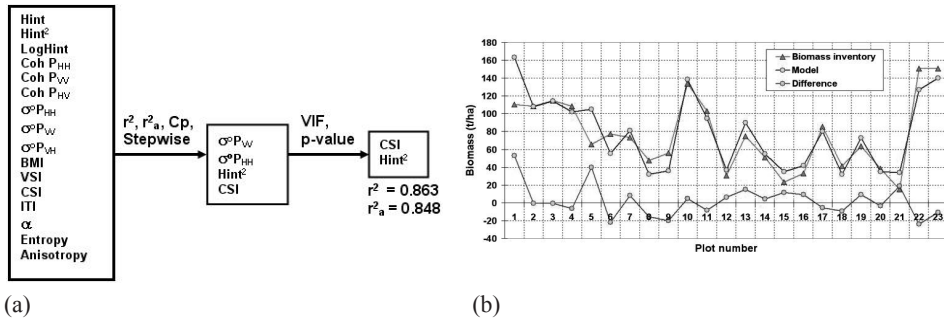 Hint
Hint²
LogHint
Coh P_HH
Coh P_VV
Coh P_HV
σ°P_HH
σ°P_VV
σ°P_VH
BMI
VSI
CSI
ITI
α
Entropy
Anisotropy
r², r²ₐ, Cp,
Stepwise
σ°P_VV
σ°P_HH
Hint²
CSI
VIF,
p-value
CSI
Hint²
r² = 0.863
r²ₐ = 0.848
(a)
Biomass (t/ha)
180
160
140
120
100
80
60
40
20
0
-20
-40
Biomass inventory
Model
Difference
1 2 3 4 5 6 7 8 9 10 11 12 13 14 15 16 17 18 19 20 21 22 23
Plot number
(b)